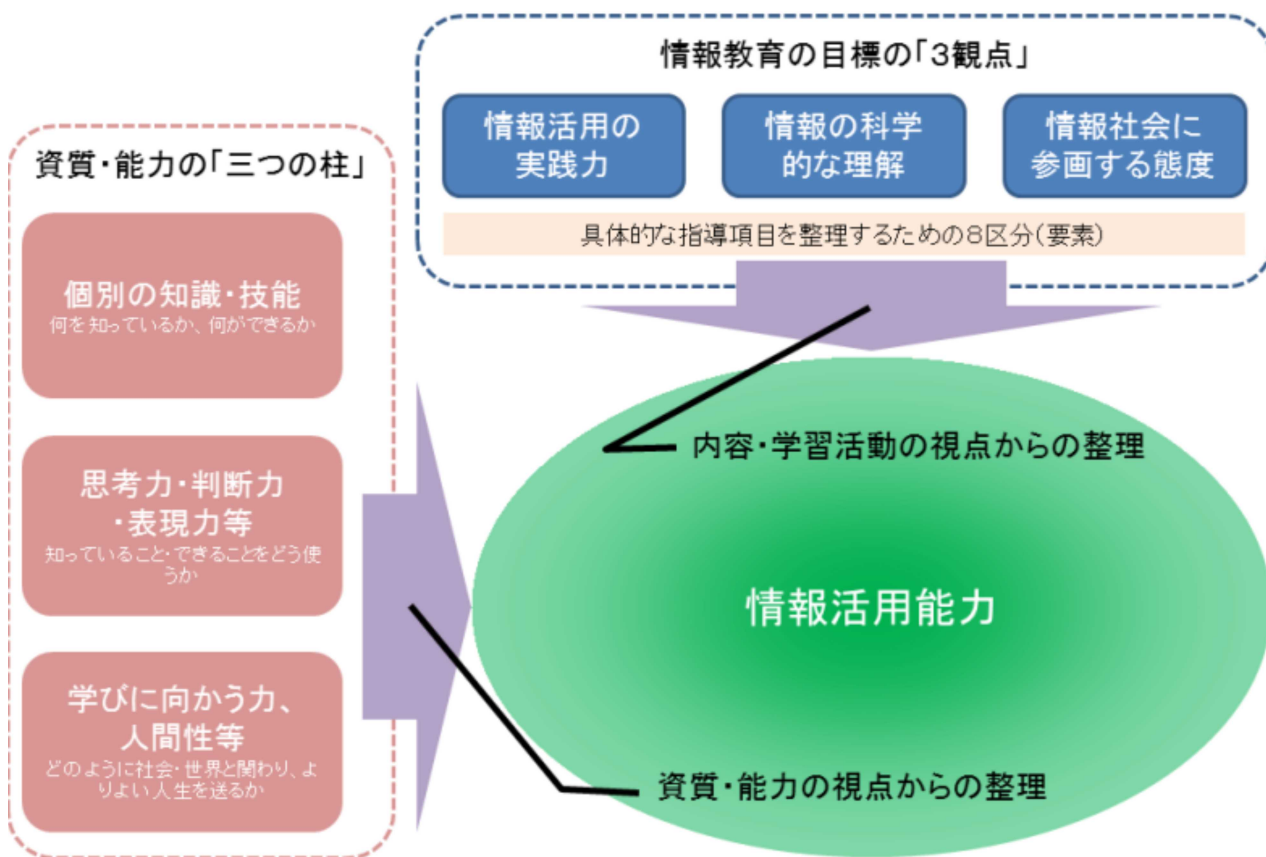 情報教育の目標の「3観点」
情報活用の
実践力
情報の科学
的な理解
情報社会に
参画する態度
具体的な指導項目を整理するための8区分(要素)
資質・能力の「三つの柱」
個別の知識・技能
何を知っているか、何ができるか
思考力・判断力
・表現力等
知っていること・できることをどう使
うか
学びに向かう力、
人間性等
どのように社会・世界と関わり、よ
りよい人生を送るか
内容・学習活動の視点からの整理
情報活用能力
資質・能力の視点からの整理